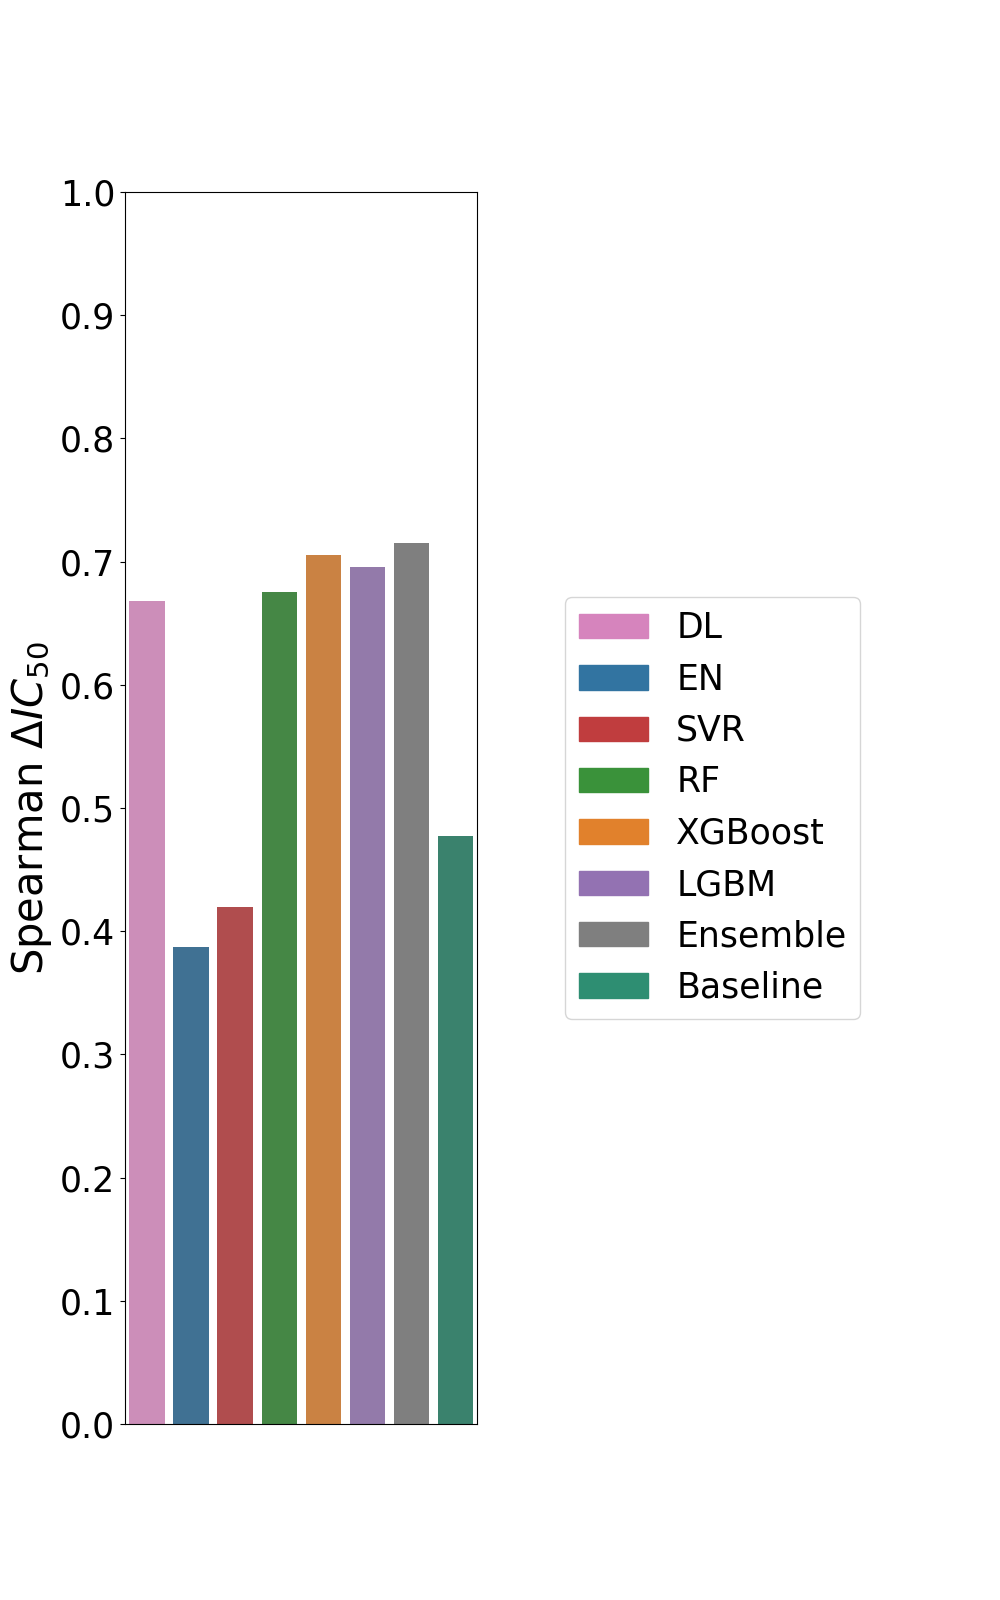 1.0
0.9
0.8
0.7
0.6
0.5
0.4
0.3
0.2
0.1
0.0
Spearman ΔIC₅₀
DL
EN
SVR
RF
XGBoost
LGBM
Ensemble
Baseline